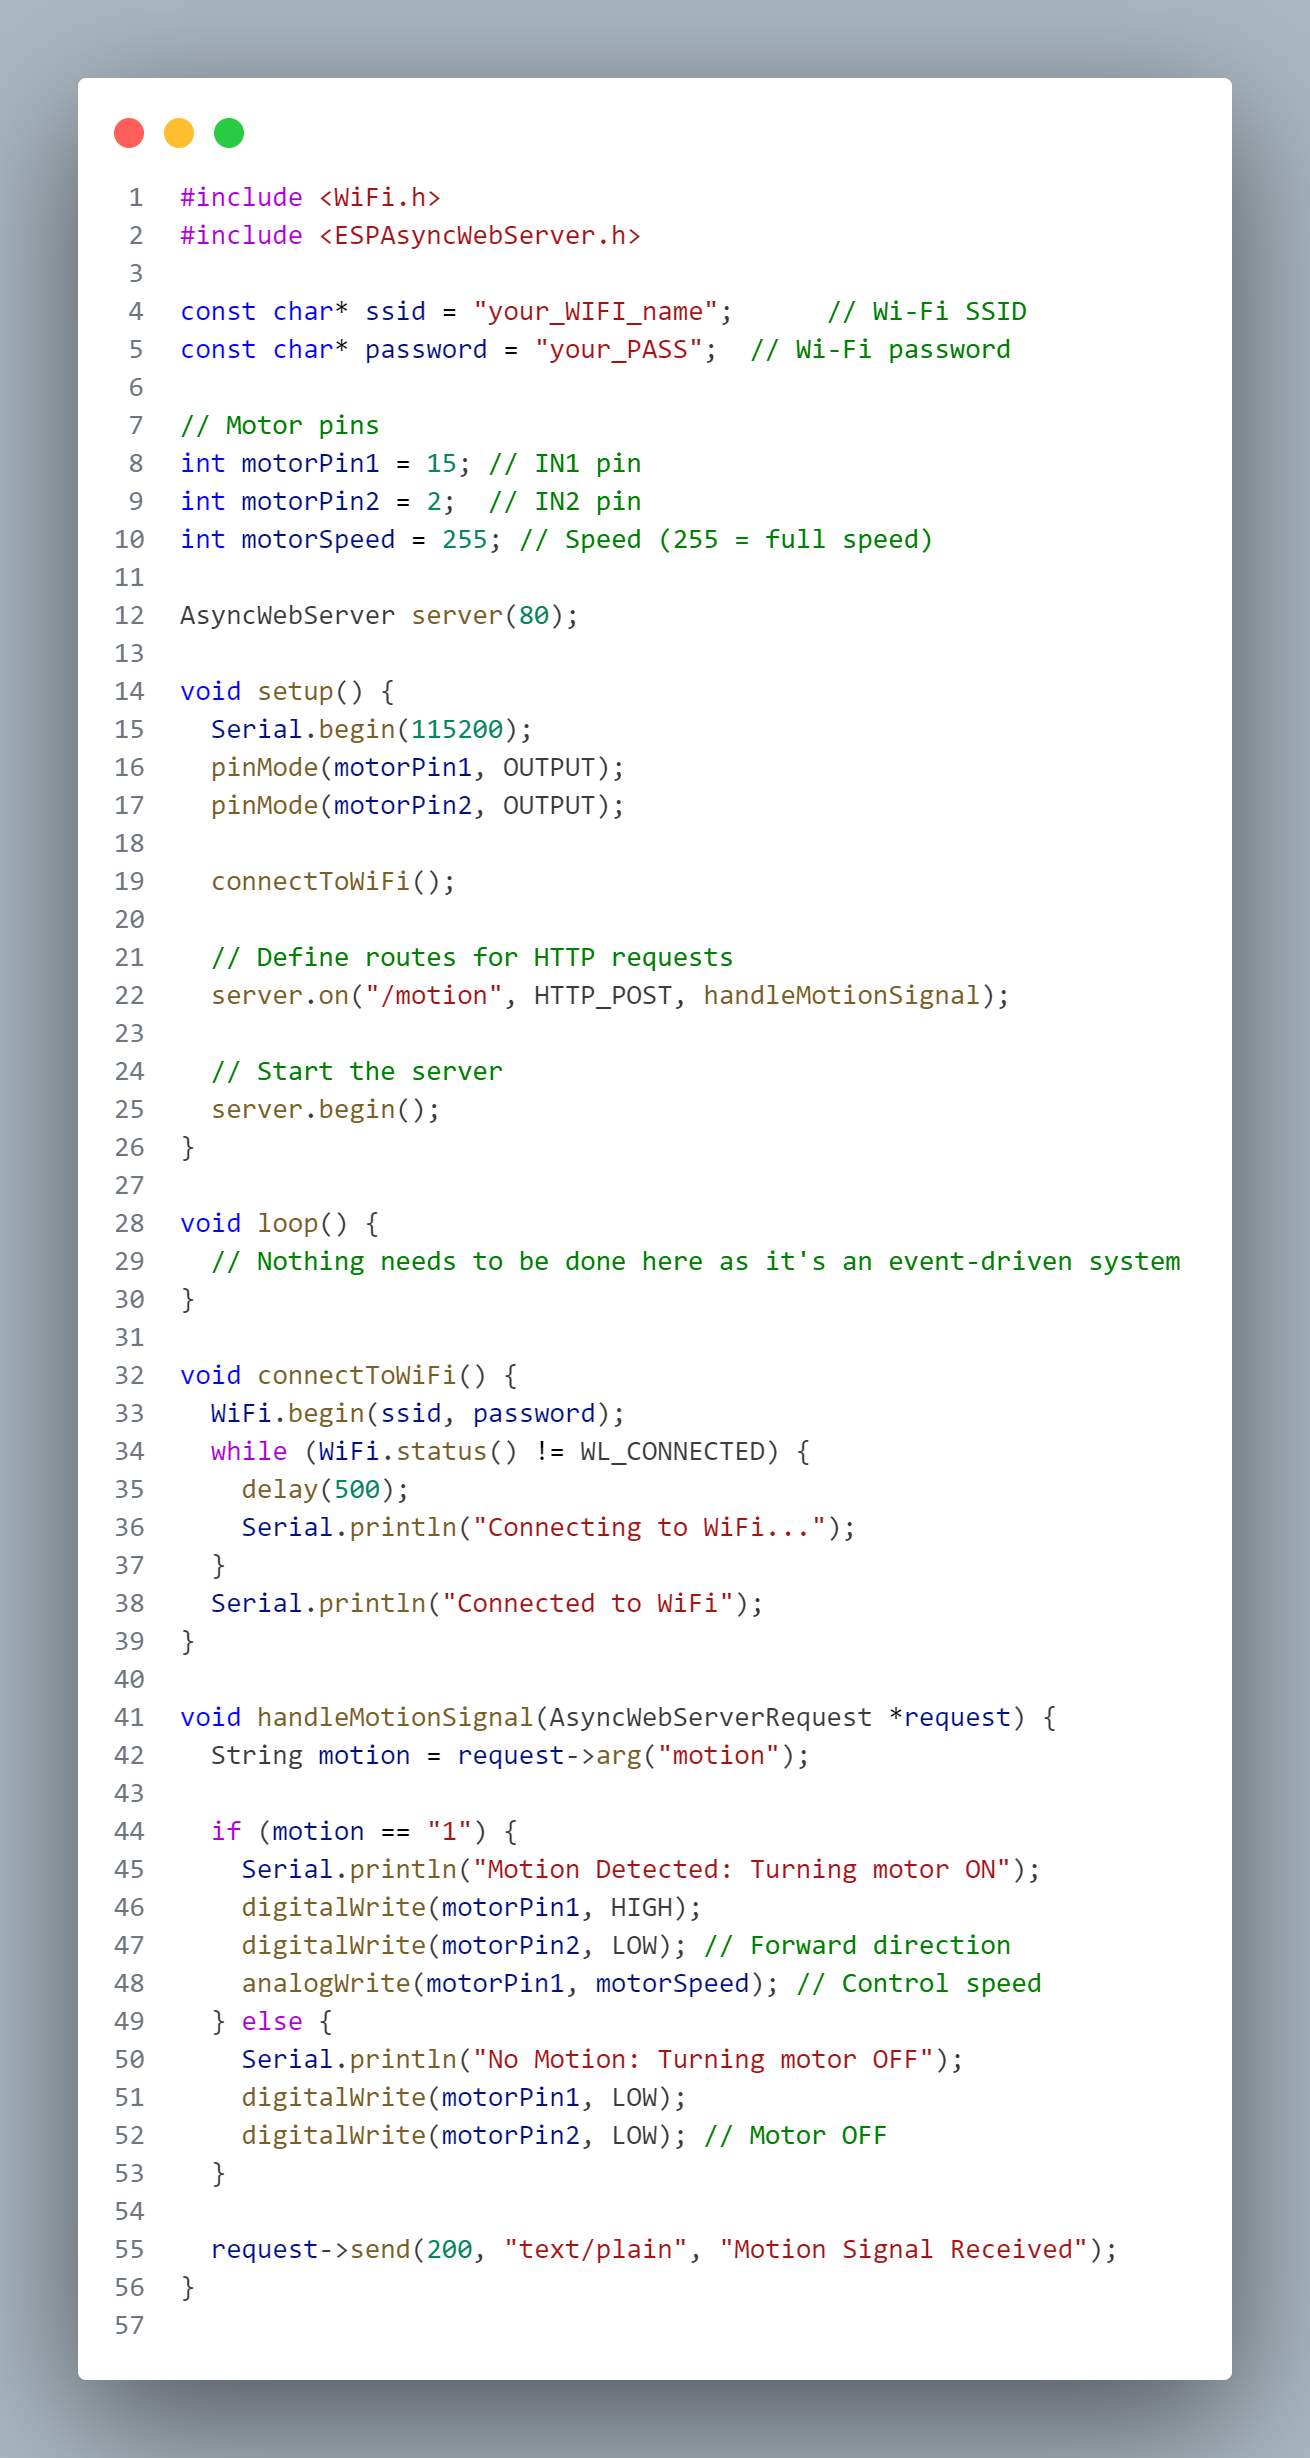 1 #include <WiFi.h>
2 #include <ESPAsyncWebServer.h>
3
4 const char* ssid = "your_WIFI_name";      // Wi-Fi SSID
5 const char* password = "your_PASS";  // Wi-Fi password
6
7 // Motor pins
8 int motorPin1 = 15; // IN1 pin
9 int motorPin2 = 2;  // IN2 pin
10 int motorSpeed = 255; // Speed (255 = full speed)
11
12 AsyncWebServer server(80);
13
14 void setup() {
15   Serial.begin(115200);
16   pinMode(motorPin1, OUTPUT);
17   pinMode(motorPin2, OUTPUT);
18
19   connectToWiFi();
20
21   // Define routes for HTTP requests
22   server.on("/motion", HTTP_POST, handleMotionSignal);
23
24   // Start the server
25   server.begin();
26 }
27
28 void loop() {
29   // Nothing needs to be done here as it's an event-driven system
30 }
31
32 void connectToWiFi() {
33   WiFi.begin(ssid, password);
34   while (WiFi.status() != WL_CONNECTED) {
35     delay(500);
36     Serial.println("Connecting to WiFi...");
37   }
38   Serial.println("Connected to WiFi");
39 }
40
41 void handleMotionSignal(AsyncWebServerRequest *request) {
42   String motion = request->arg("motion");
43
44   if (motion == "1") {
45     Serial.println("Motion Detected: Turning motor ON");
46     digitalWrite(motorPin1, HIGH);
47     digitalWrite(motorPin2, LOW); // Forward direction
48     analogWrite(motorPin1, motorSpeed); // Control speed
49   } else {
50     Serial.println("No Motion: Turning motor OFF");
51     digitalWrite(motorPin1, LOW);
52     digitalWrite(motorPin2, LOW); // Motor OFF
53   }
54
55   request->send(200, "text/plain", "Motion Signal Received");
56 }
57